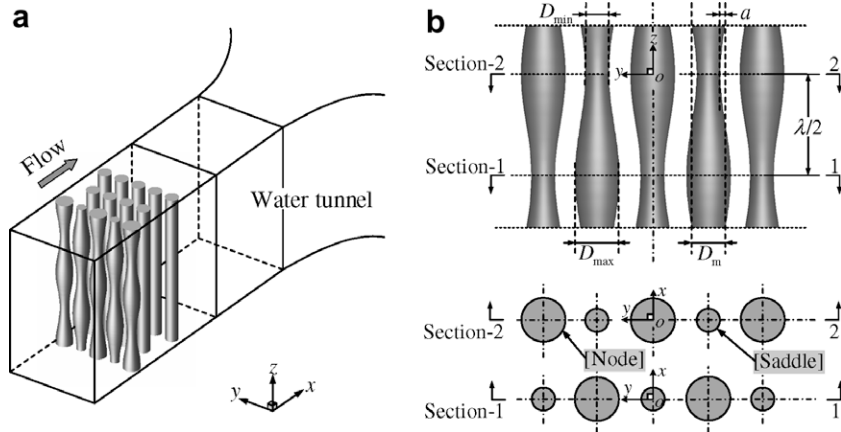 a
Flow
Water tunnel
z
y
x
b
D_min
a
z
Section-2
y
o
2
λ/2
Section-1
1
D_max
D_m
x
y
o
Section-2
2
[Node]
[Saddle]
x
y
o
Section-1
1